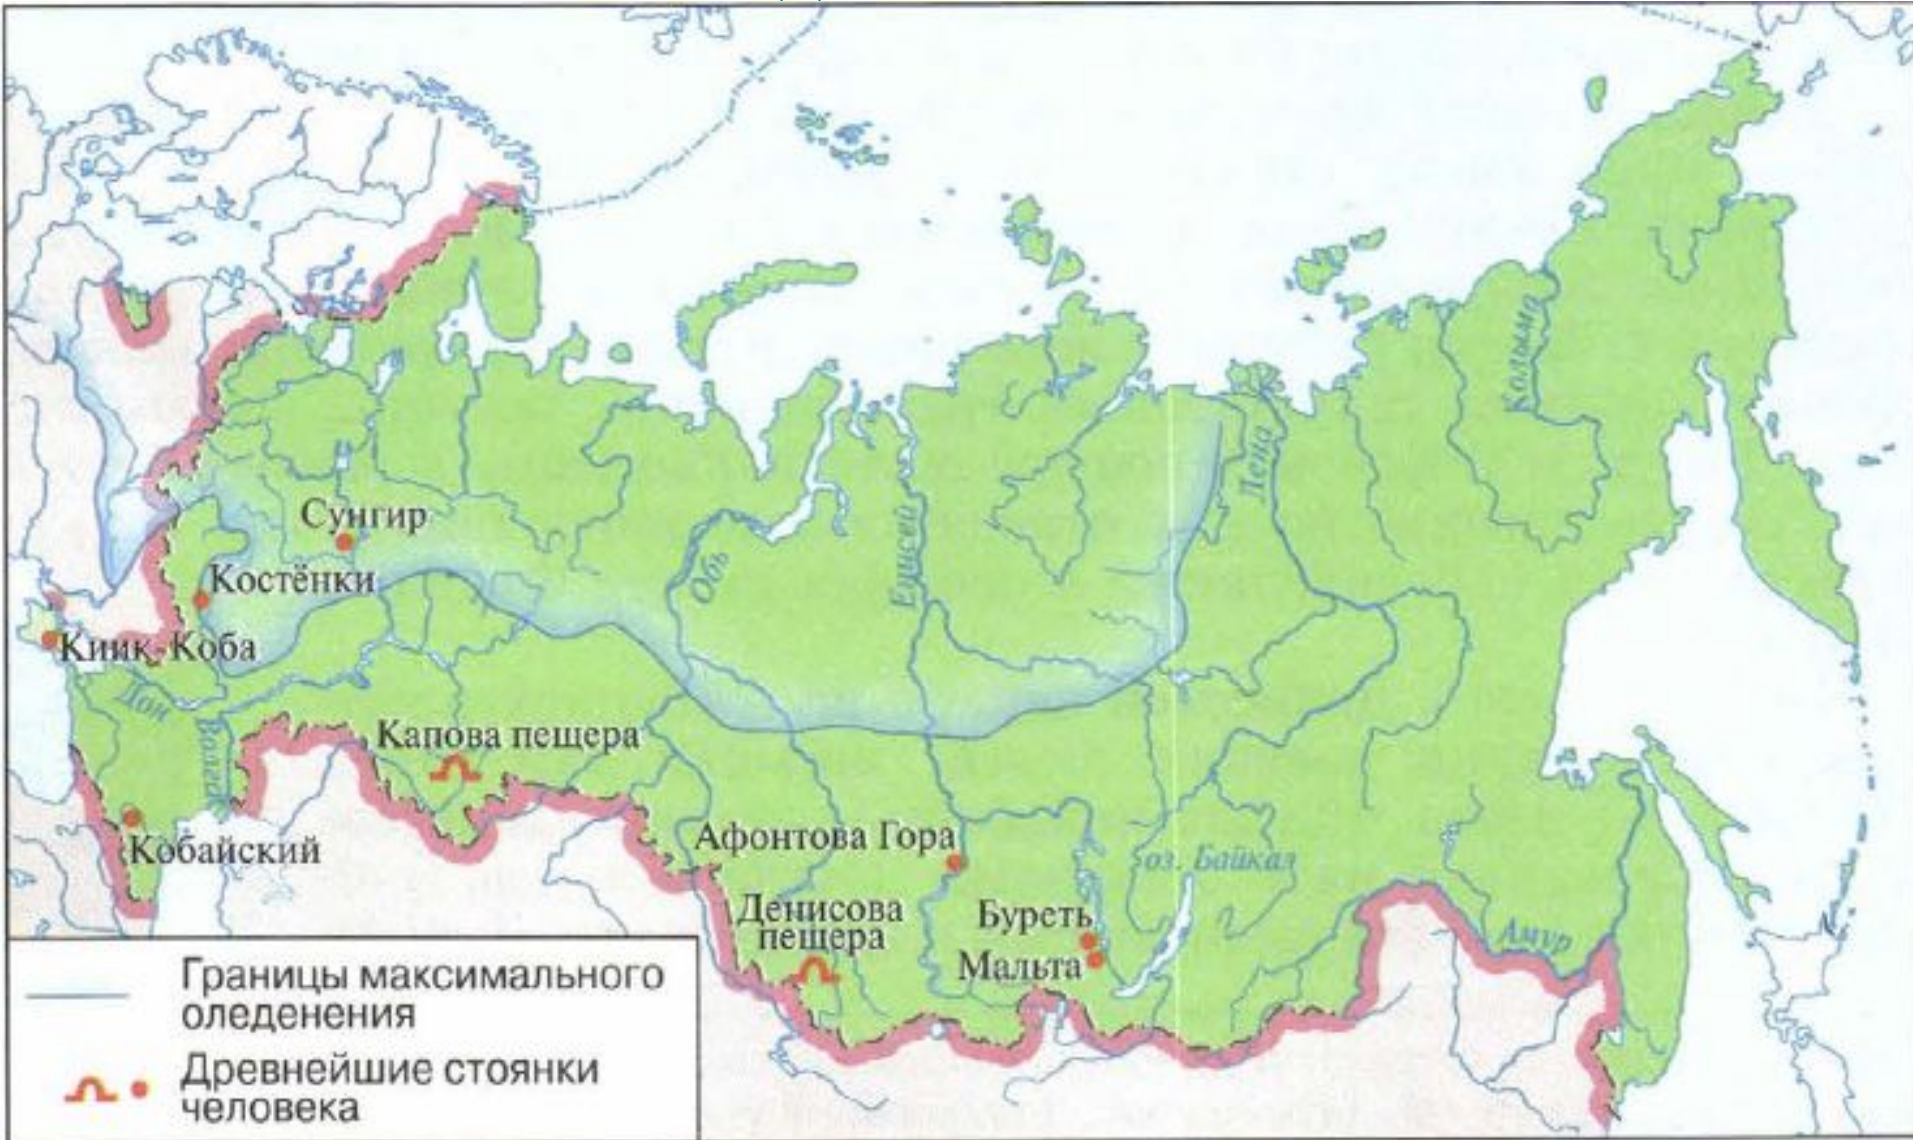 Колыма
Лена
Сунгир
Енисей
Обь
Костёнки
Киик-Коба
Дон
Волга
Капова пещера
Афонтова Гора
Кобайский
оз. Байкал
Денисова
пещера
Буреть
Мальта
Амур
Границы максимального
оледенения
Древнейшие стоянки
человека